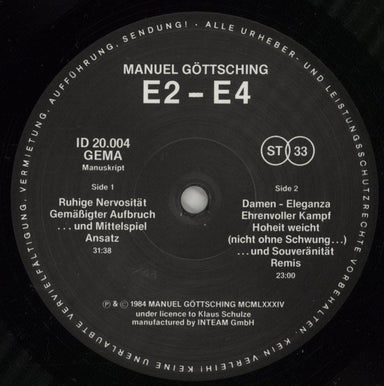 · ALLE URHEBER- UND LEISTUNGSSCHUTZRECHTE VORBEHALTEN. KEIN VERLEIH! KEINE UNERLAUBTE VERVIELFÄLTIGUNG, VERMIETUNG, AUFFÜHRUNG, SENDUNG!
MANUEL GÖTTSCHING
E2 – E4
ID 20.004
GEMA
Manuskript
ST 33
Side 1
Ruhige Nervosität
Gemäßigter Aufbruch
. . . und Mittelspiel
Ansatz
31:38
Side 2
Damen - Eleganza
Ehrenvoller Kampf
Hoheit weicht
(nicht ohne Schwung...)
. . . und Souveränität
Remis
23:00
℗ & © 1984 MANUEL GÖTTSCHING MCMLXXXIV
under licence to Klaus Schulze
manufactured by INTEAM GmbH